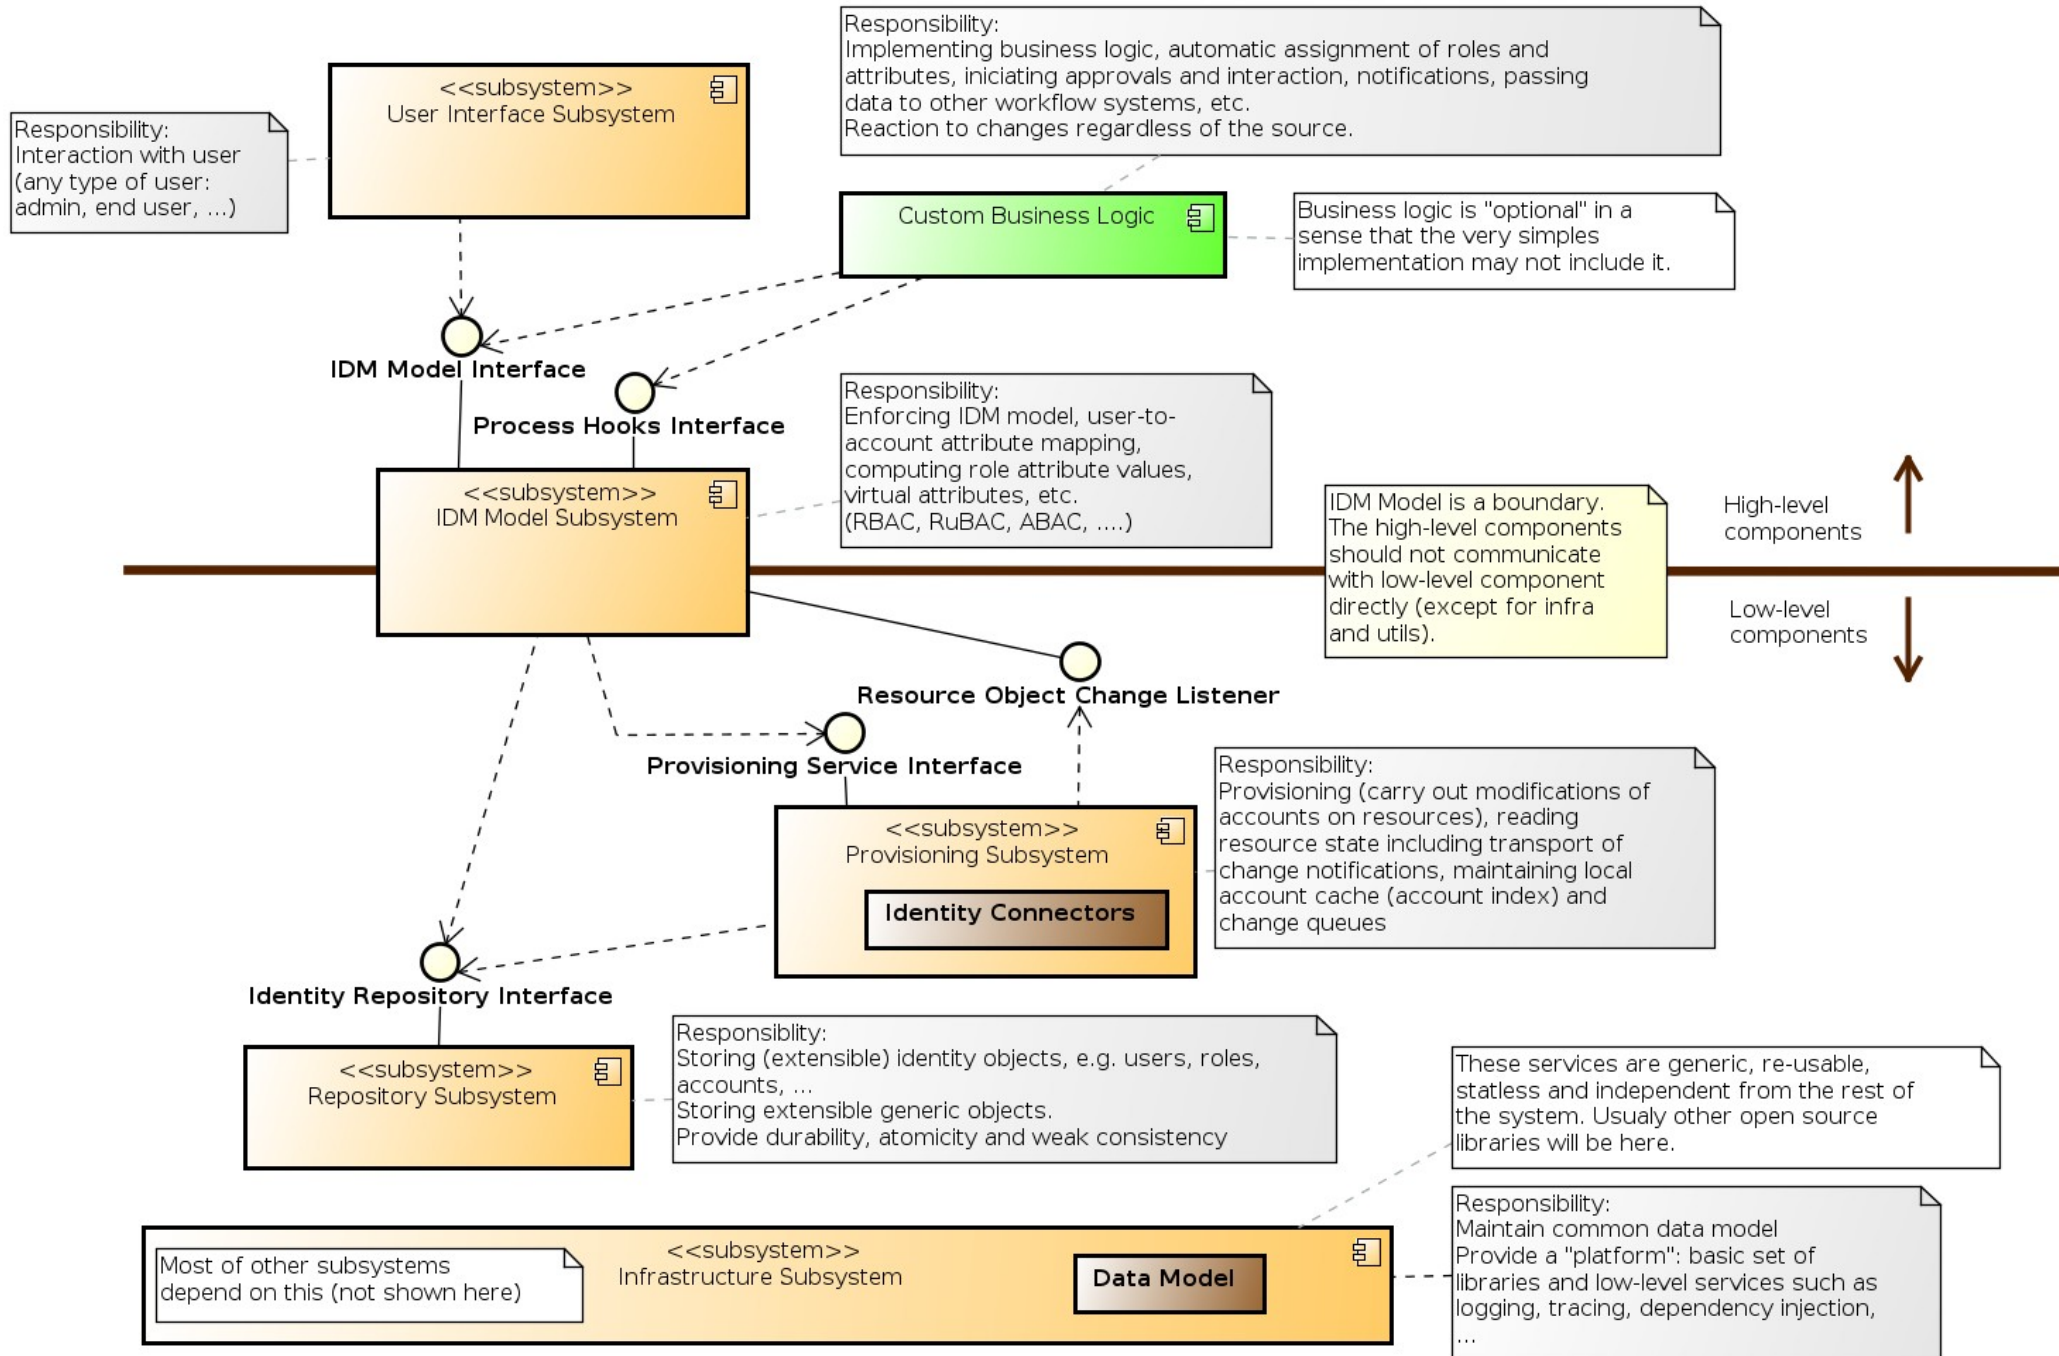 Responsibility:
Implementing business logic, automatic assignment of roles and
attributes, iniciating approvals and interaction, notifications, passing
data to other workflow systems, etc.
Reaction to changes regardless of the source.
<<subsystem>>
User Interface Subsystem
Responsibility:
Interaction with user
(any type of user:
admin, end user, ...)
Custom Business Logic
Business logic is "optional" in a
sense that the very simples
implementation may not include it.
IDM Model Interface
Process Hooks Interface
Responsibility:
Enforcing IDM model, user-to-
account attribute mapping,
computing role attribute values,
virtual attributes, etc.
(RBAC, RuBAC, ABAC, ....)
<<subsystem>>
IDM Model Subsystem
IDM Model is a boundary.
The high-level components
should not communicate
with low-level component
directly (except for infra
and utils).
High-level
components
Low-level
components
Resource Object Change Listener
Provisioning Service Interface
<<subsystem>>
Provisioning Subsystem
Identity Connectors
Responsibility:
Provisioning (carry out modifications of
accounts on resources), reading
resource state including transport of
change notifications, maintaining local
account cache (account index) and
change queues
Identity Repository Interface
<<subsystem>>
Repository Subsystem
Responsiblity:
Storing (extensible) identity objects, e.g. users, roles,
accounts, ...
Storing extensible generic objects.
Provide durability, atomicity and weak consistency
These services are generic, re-usable,
statless and independent from the rest of
the system. Usualy other open source
libraries will be here.
Most of other subsystems
depend on this (not shown here)
<<subsystem>>
Infrastructure Subsystem
Data Model
Responsibility:
Maintain common data model
Provide a "platform": basic set of
libraries and low-level services such as
logging, tracing, dependency injection,
...